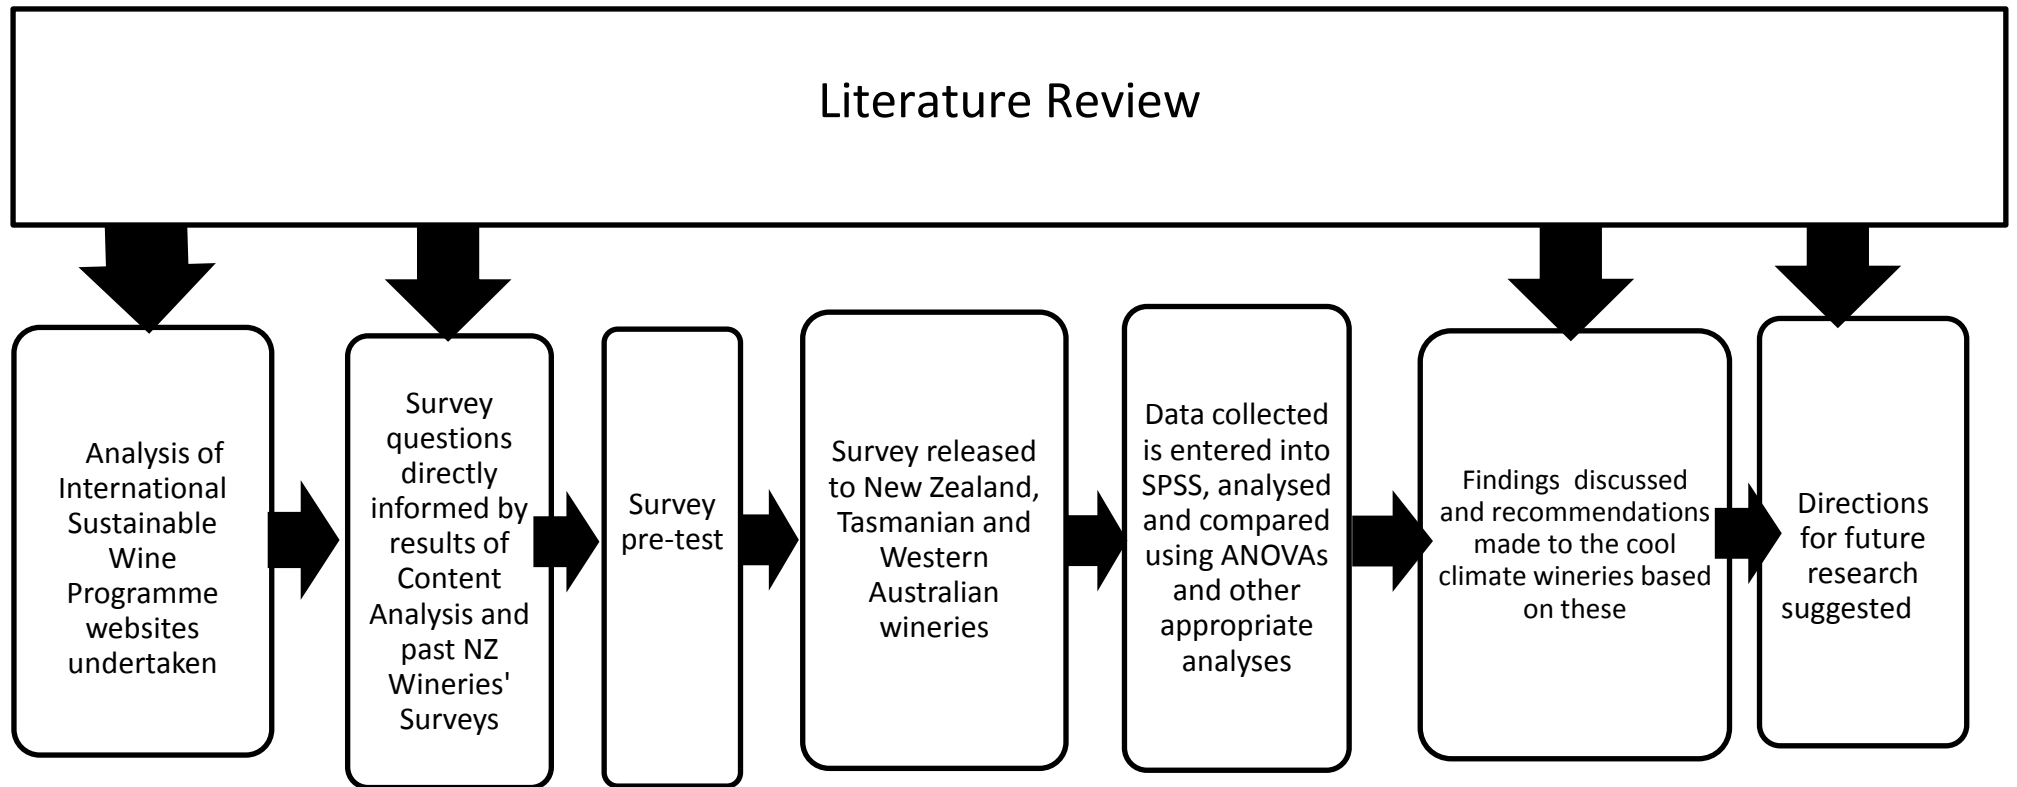 Literature Review
Analysis of
International
Sustainable
Wine
Programme
websites
undertaken
Survey
questions
directly
informed by
results of
Content
Analysis and
past NZ
Wineries'
Surveys
Survey
pre-test
Survey released
to New Zealand,
Tasmanian and
Western
Australian
wineries
Data collected
is entered into
SPSS, analysed
and compared
using ANOVAs
and other
appropriate
analyses
Findings discussed
and recommendations
made to the cool
climate wineries based
on these
Directions
for future
research
suggested